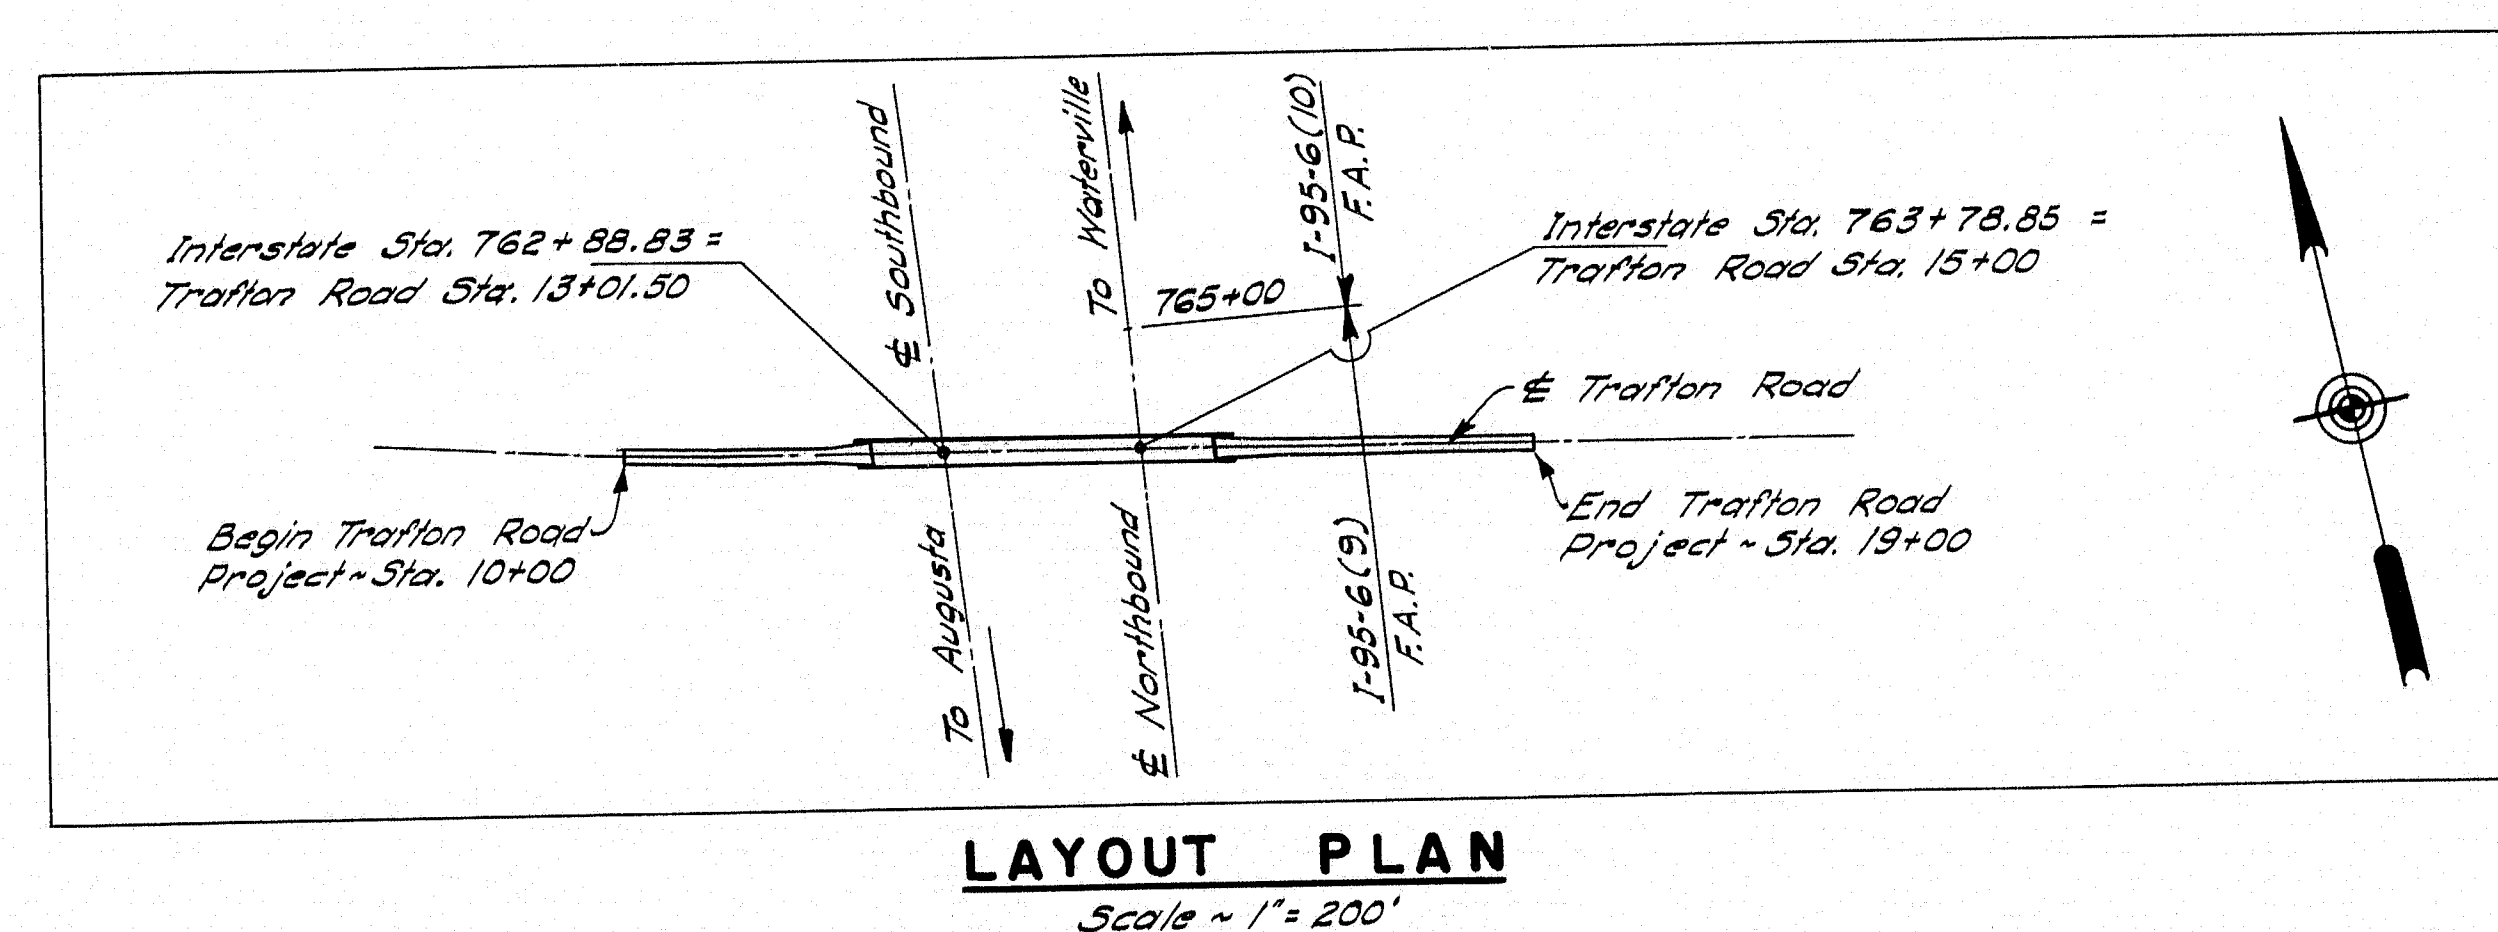 Interstate Sta. 762+88.83 =
Trafton Road Sta. 13+01.50
℄ Southbound
To Waterville
I-95-6(10)
F.A.P.
765+00
Interstate Sta. 763+78.85 =
Trafton Road Sta. 15+00
℄ Trafton Road
Begin Trafton Road
Project ~ Sta. 10+00
To Augusta
℄ Northbound
I-95-6(9)
F.A.P.
End Trafton Road
Project ~ Sta. 19+00
LAYOUT PLAN
Scale ~ 1"= 200'